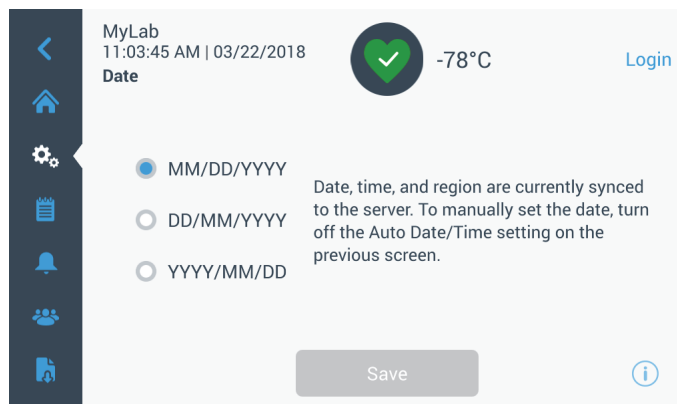 MyLab
11:03:45 AM | 03/22/2018
Date
-78°C
Login
MM/DD/YYYY
DD/MM/YYYY
YYYY/MM/DD
Date, time, and region are currently synced
to the server. To manually set the date, turn
off the Auto Date/Time setting on the
previous screen.
Save